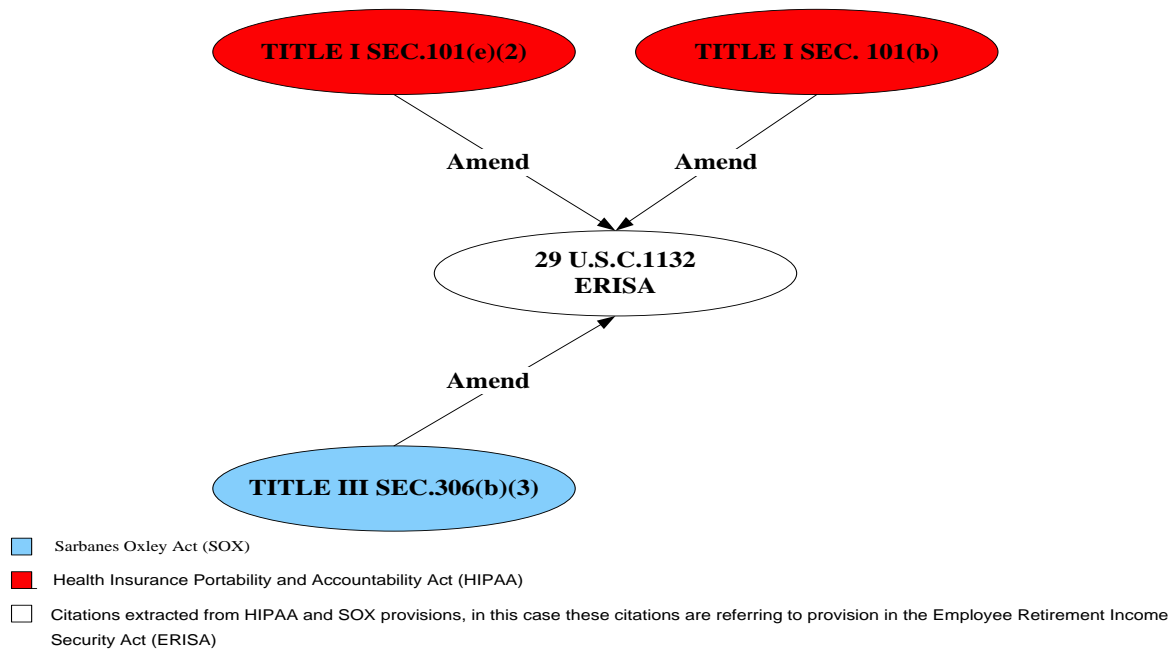 TITLE I SEC.101(e)(2)
TITLE I SEC. 101(b)
Amend
Amend
29 U.S.C.1132
ERISA
Amend
TITLE III SEC.306(b)(3)
Sarbanes Oxley Act (SOX)
Health Insurance Portability and Accountability Act (HIPAA)
Citations extracted from HIPAA and SOX provisions, in this case these citations are referring to provision in the Employee Retirement Income
Security Act (ERISA)